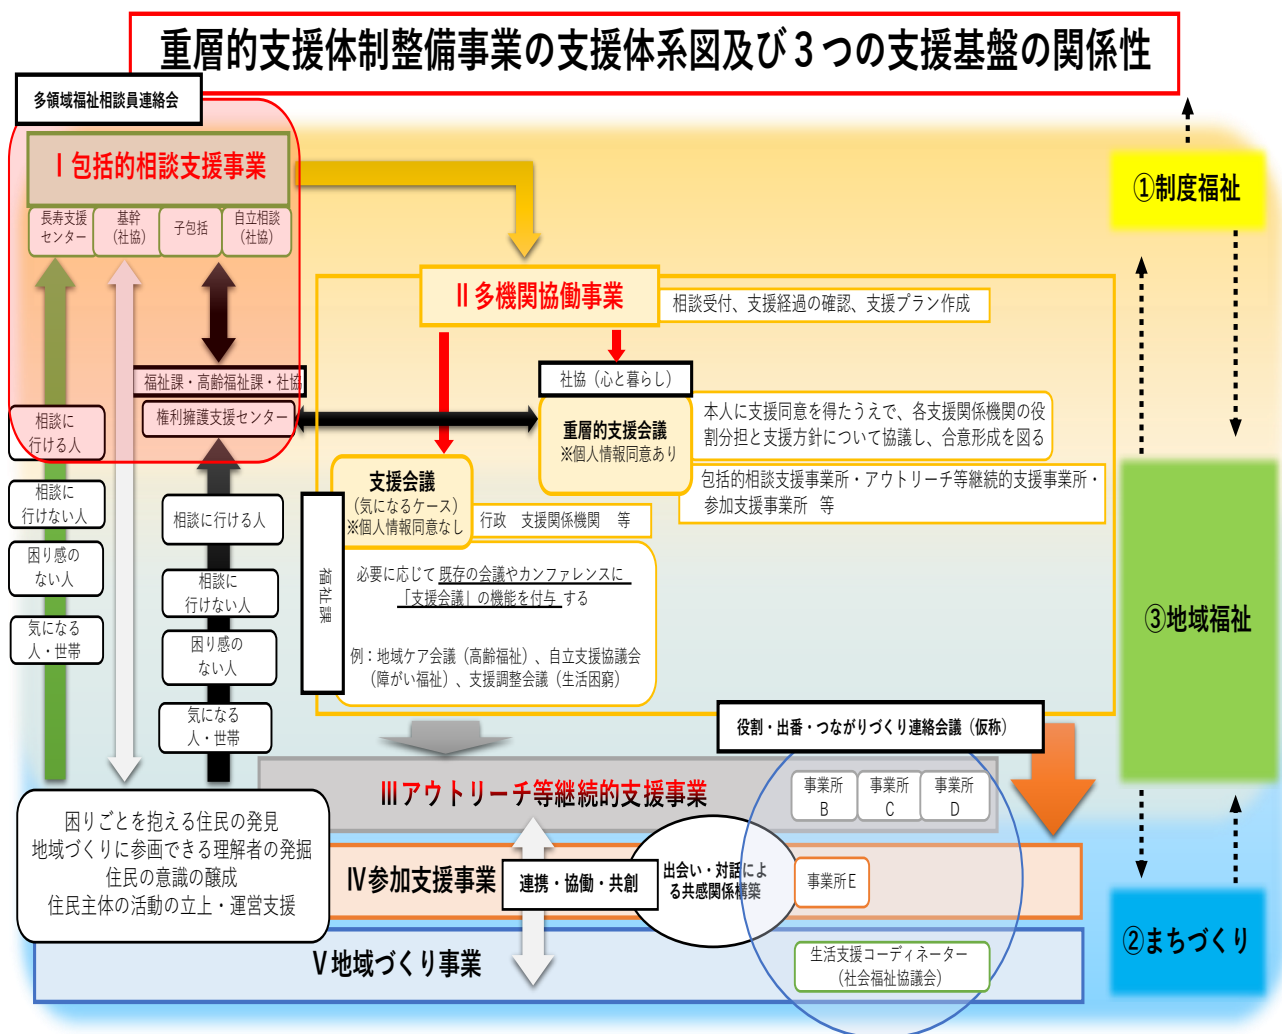 重層的支援体制整備事業の支援体系図及び３つの支援基盤の関係性
多領域福祉相談員連絡会
Ⅰ包括的相談支援事業
長寿支援
センター
基幹
（社協）
子包括
自立相談
（社協）
①制度福祉
Ⅱ多機関協働事業
相談受付、支援経過の確認、支援プラン作成
福祉課・高齢福祉課・社協
権利擁護支援センター
社協（心と暮らし）
重層的支援会議
※個人情報同意あり
本人に支援同意を得たうえで、各支援関係機関の役
割分担と支援方針について協議し、合意形成を図る
包括的相談支援事業所・アウトリーチ等継続的支援事業所・
参加支援事業所 等
相談に
行ける人
相談に
行けない人
困り感の
ない人
気になる
人・世帯
相談に行ける人
相談に
行けない人
困り感の
ない人
気になる
人・世帯
支援会議
（気になるケース）
※個人情報同意なし
行政 支援関係機関 等
福祉課
必要に応じて既存の会議やカンファレンスに
「支援会議」の機能を付与する
例：地域ケア会議（高齢福祉）、自立支援協議会
（障がい福祉）、支援調整会議（生活困窮）
③地域福祉
役割・出番・つながりづくり連絡会議（仮称）
Ⅲアウトリーチ等継続的支援事業
事業所
B
事業所
C
事業所
D
困りごとを抱える住民の発見
地域づくりに参画できる理解者の発掘
住民の意識の醸成
住民主体の活動の立上・運営支援
Ⅳ参加支援事業
連携・協働・共創
出会い・対話によ
る共感関係構築
事業所E
②まちづくり
Ⅴ地域づくり事業
生活支援コーディネーター
（社会福祉協議会）